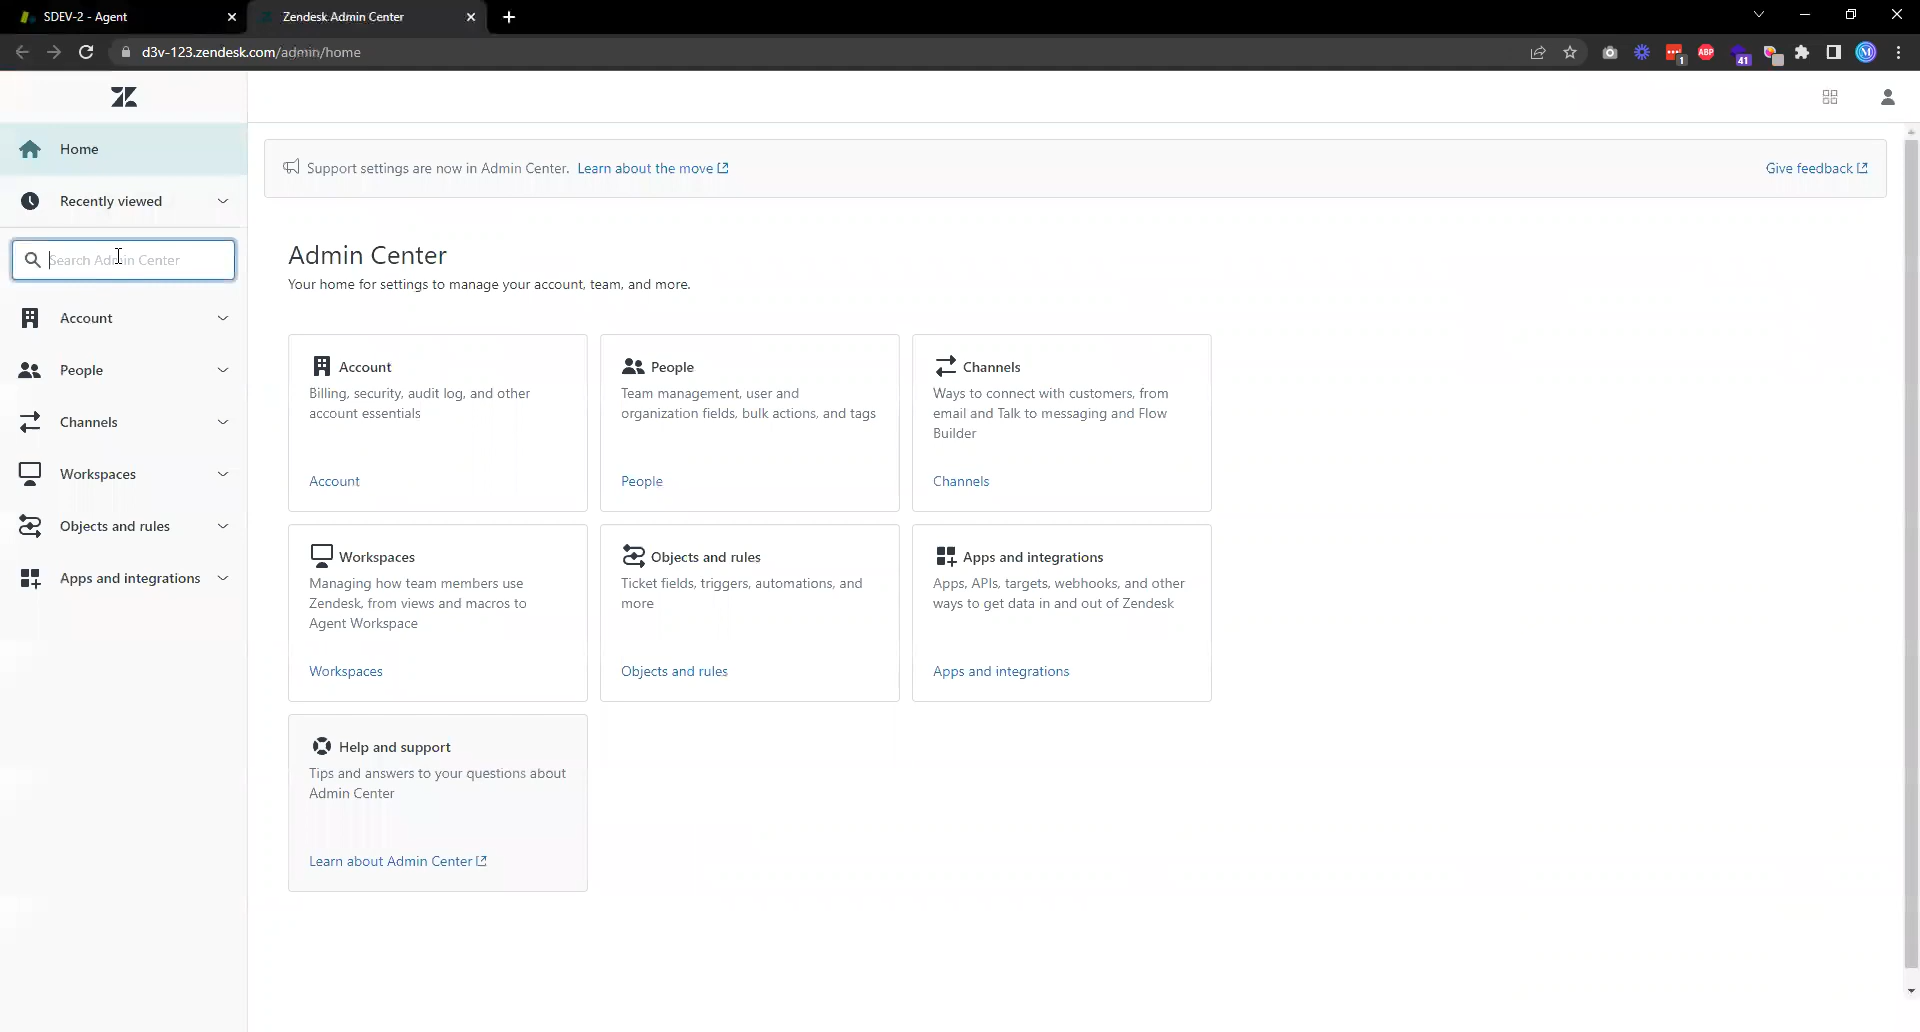 SDEV-2 - Agent
Zendesk Admin Center
d3v-123.zendesk.com/admin/home
1
ABP
41
M
Home
Recently viewed
Search Admin Center
Account
People
Channels
Workspaces
Objects and rules
Apps and integrations
Support settings are now in Admin Center. Learn about the move
Give feedback
Admin Center
Your home for settings to manage your account, team, and more.
Account
Billing, security, audit log, and other
account essentials
Account
People
Team management, user and
organization fields, bulk actions, and tags
People
Channels
Ways to connect with customers, from
email and Talk to messaging and Flow
Builder
Channels
Workspaces
Managing how team members use
Zendesk, from views and macros to
Agent Workspace
Workspaces
Objects and rules
Ticket fields, triggers, automations, and
more
Objects and rules
Apps and integrations
Apps, APIs, targets, webhooks, and other
ways to get data in and out of Zendesk
Apps and integrations
Help and support
Tips and answers to your questions about
Admin Center
Learn about Admin Center